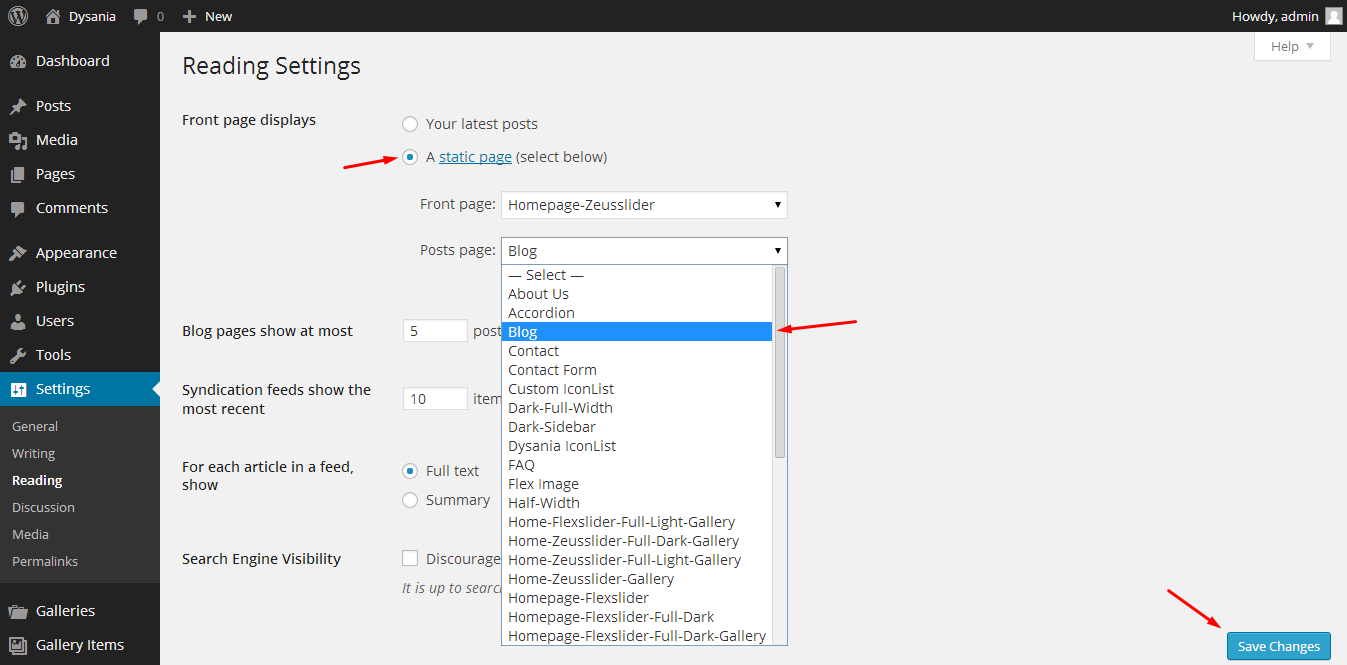 Dysania 0 New Howdy, admin
Help
Dashboard
Posts
Media
Pages
Comments
Appearance
Plugins
Users
Tools
Settings
General
Writing
Reading
Discussion
Media
Permalinks
Galleries
Gallery Items
Reading Settings
Front page displays
Your latest posts
A static page (select below)
Front page: Homepage-Zeusslider
Posts page: Blog
— Select —
About Us
Accordion
Blog
Contact
Contact Form
Custom IconList
Dark-Full-Width
Dark-Sidebar
Dysania IconList
FAQ
Flex Image
Half-Width
Home-Flexslider-Full-Light-Gallery
Home-Zeusslider-Full-Dark-Gallery
Home-Zeusslider-Full-Light-Gallery
Home-Zeusslider-Gallery
Homepage-Flexslider
Homepage-Flexslider-Full-Dark
Homepage-Flexslider-Full-Dark-Gallery
Blog pages show at most 5 post
Syndication feeds show the
most recent
10 item
For each article in a feed,
show
Full text
Summary
Search Engine Visibility
Discourage
It is up to searc
Save Changes